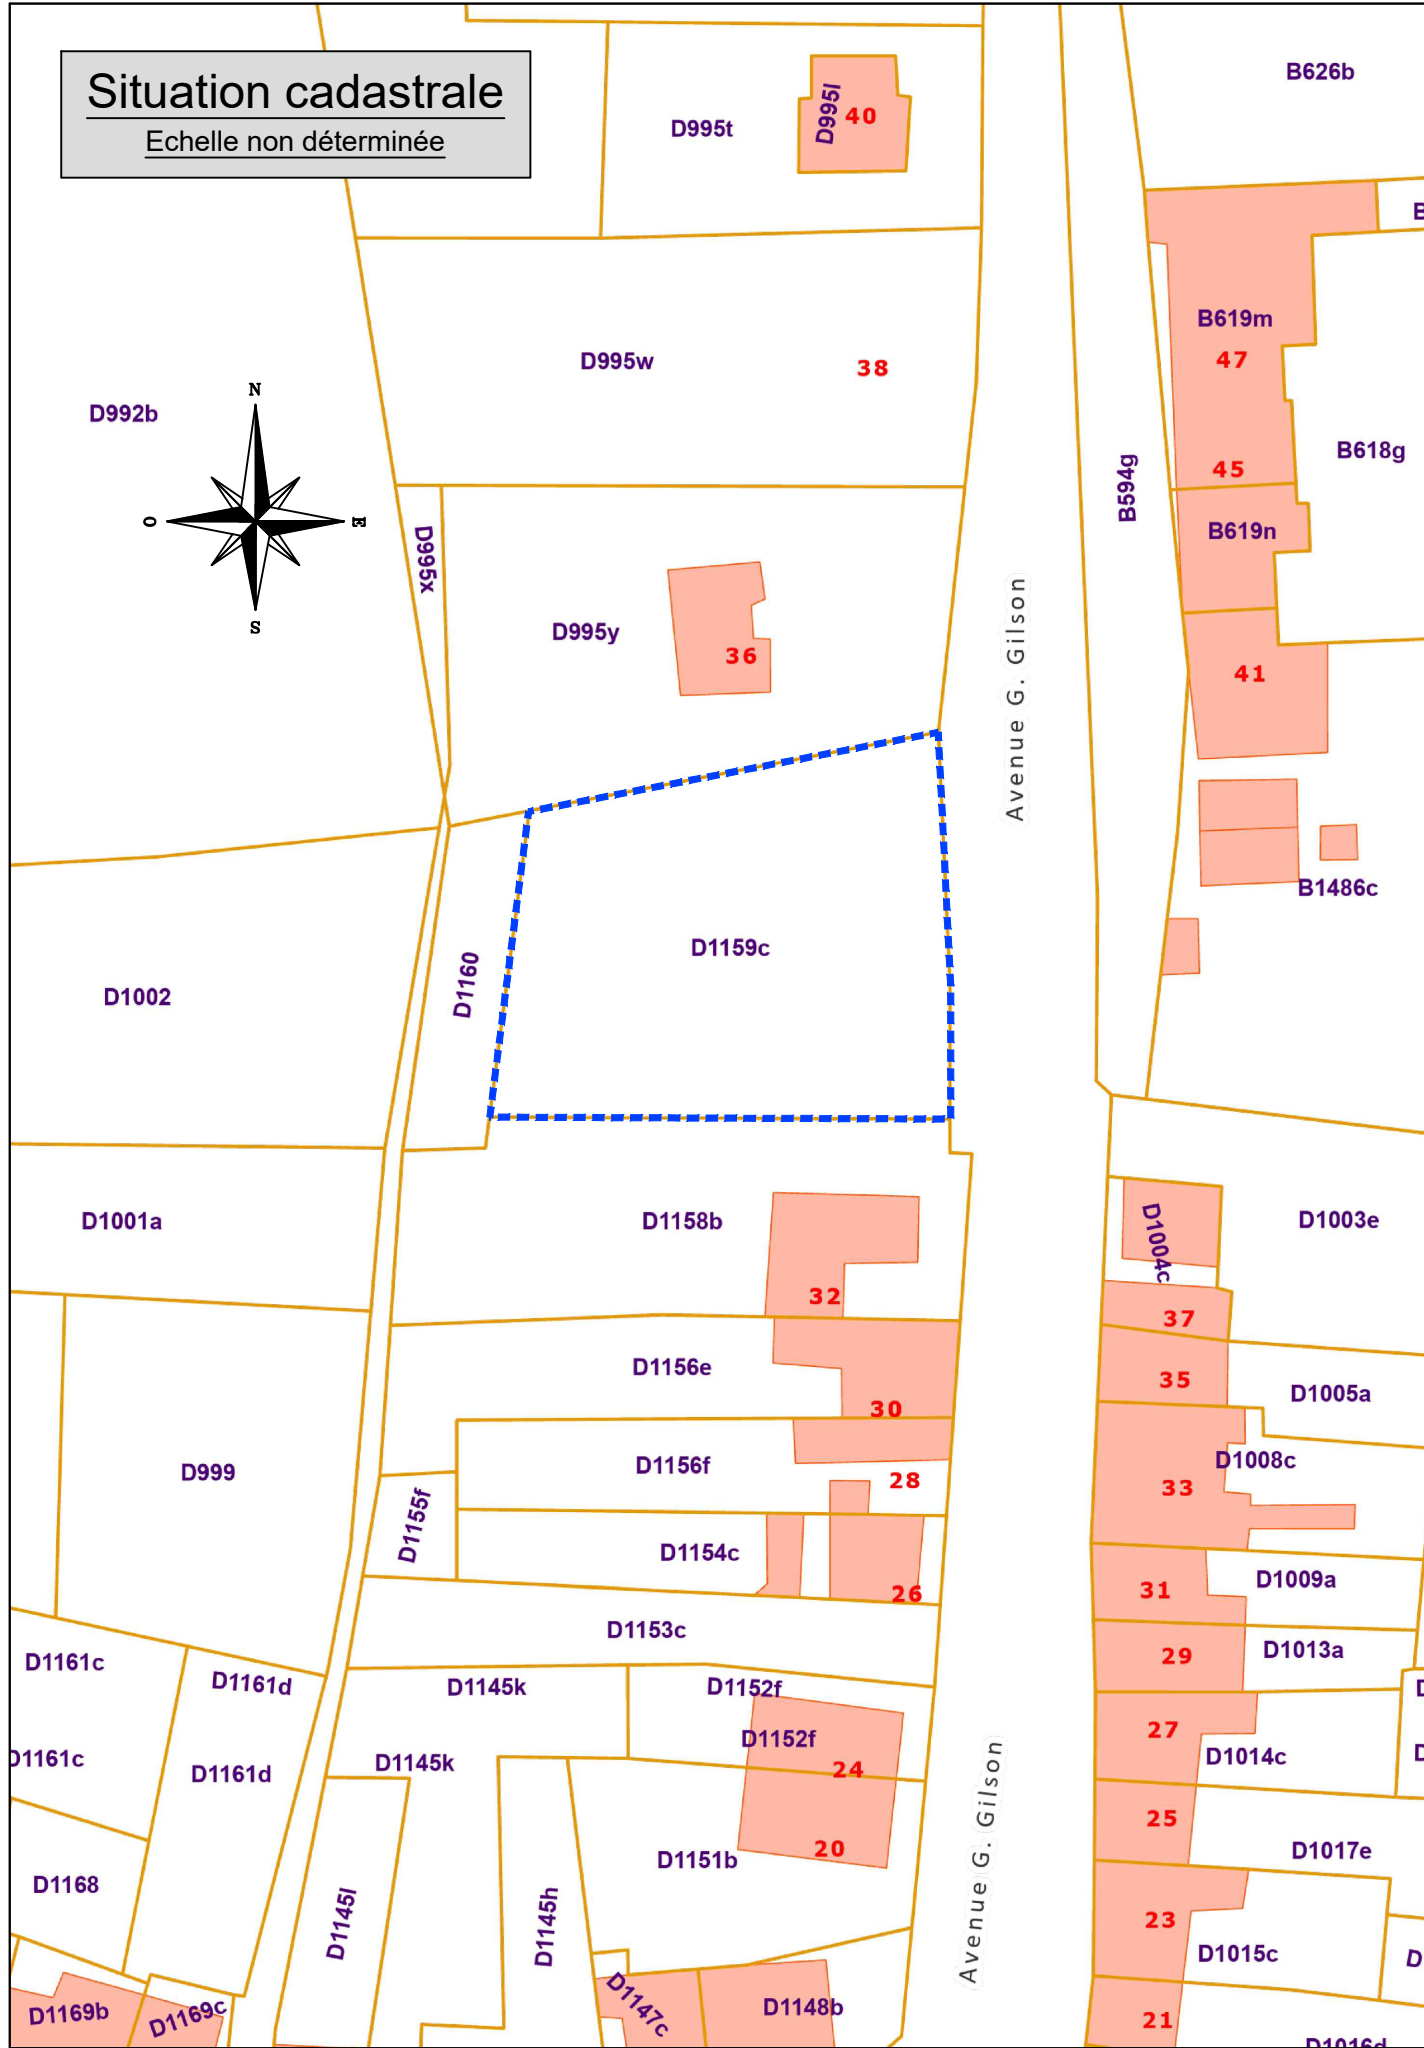 Situation cadastrale
Echelle non déterminée
B626b
D995t
D995l
40
B619m
47
D995w
38
N
D992b
B618g
45
B594g
O
E
B619n
D995x
S
D995y
36
Avenue G. Gilson
41
B1486c
D1159c
D1160
D1002
D1001a
D1158b
D1004c
D1003e
32
37
D1156e
35
D1005a
30
D1156f
D1008c
D999
28
33
D1155f
D1154c
D1009a
26
31
D1153c
D1013a
29
D1161c
D1161d
D1145k
D1152f
27
D1152f
D1014c
D1161c
D1161d
D1145k
24
25
20
D1151b
D1017e
D1168
D1145l
D1145h
Avenue G. Gilson
23
D1015c
D1169b
D1169c
D1147c
D1148b
21
D1016d